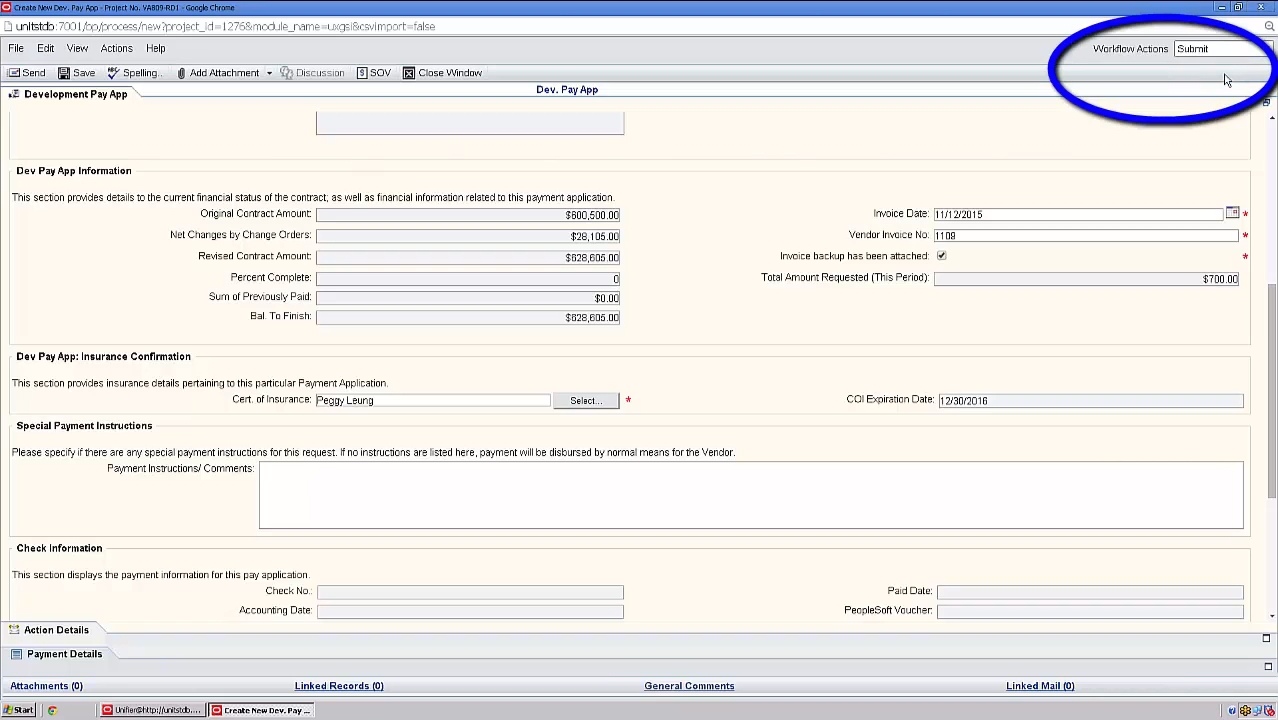 Create New Dev. Pay App - Project No. VA809-RD1 - Google Chrome
unitstdb:7001/bp/process/new?project_id=1276&module_name=uxgsi&csvImport=false
File Edit View Actions Help
Workflow Actions Submit
Send Save Spelling... Add Attachment Discussion SOV Close Window
Development Pay App
Dev. Pay App
Dev Pay App Information
This section provides details to the current financial status of the contract; as well as financial information related to this payment application.
Original Contract Amount: $600,500.00 Invoice Date: 11/12/2015 *
Net Changes by Change Orders: $28,105.00 Vendor Invoice No: 1109 *
Revised Contract Amount: $628,605.00 Invoice backup has been attached: *
Percent Complete: 0 Total Amount Requested (This Period): $700.00
Sum of Previously Paid: $0.00
Bal. To Finish: $628,605.00
Dev Pay App: Insurance Confirmation
This section provides insurance details pertaining to this particular Payment Application.
Cert. of Insurance: Peggy Leung Select... * COI Expiration Date: 12/30/2016
Special Payment Instructions
Please specify if there are any special payment instructions for this request. If no instructions are listed here, payment will be disbursed by normal means for the Vendor.
Payment Instructions/ Comments:
Check Information
This section displays the payment information for this pay application.
Check No.: Paid Date:
Accounting Date: PeopleSoft Voucher:
Action Details
Payment Details
Attachments (0) Linked Records (0) General Comments Linked Mail (0)
Start Unifier@http://unitstdb.... Create New Dev. Pay ...